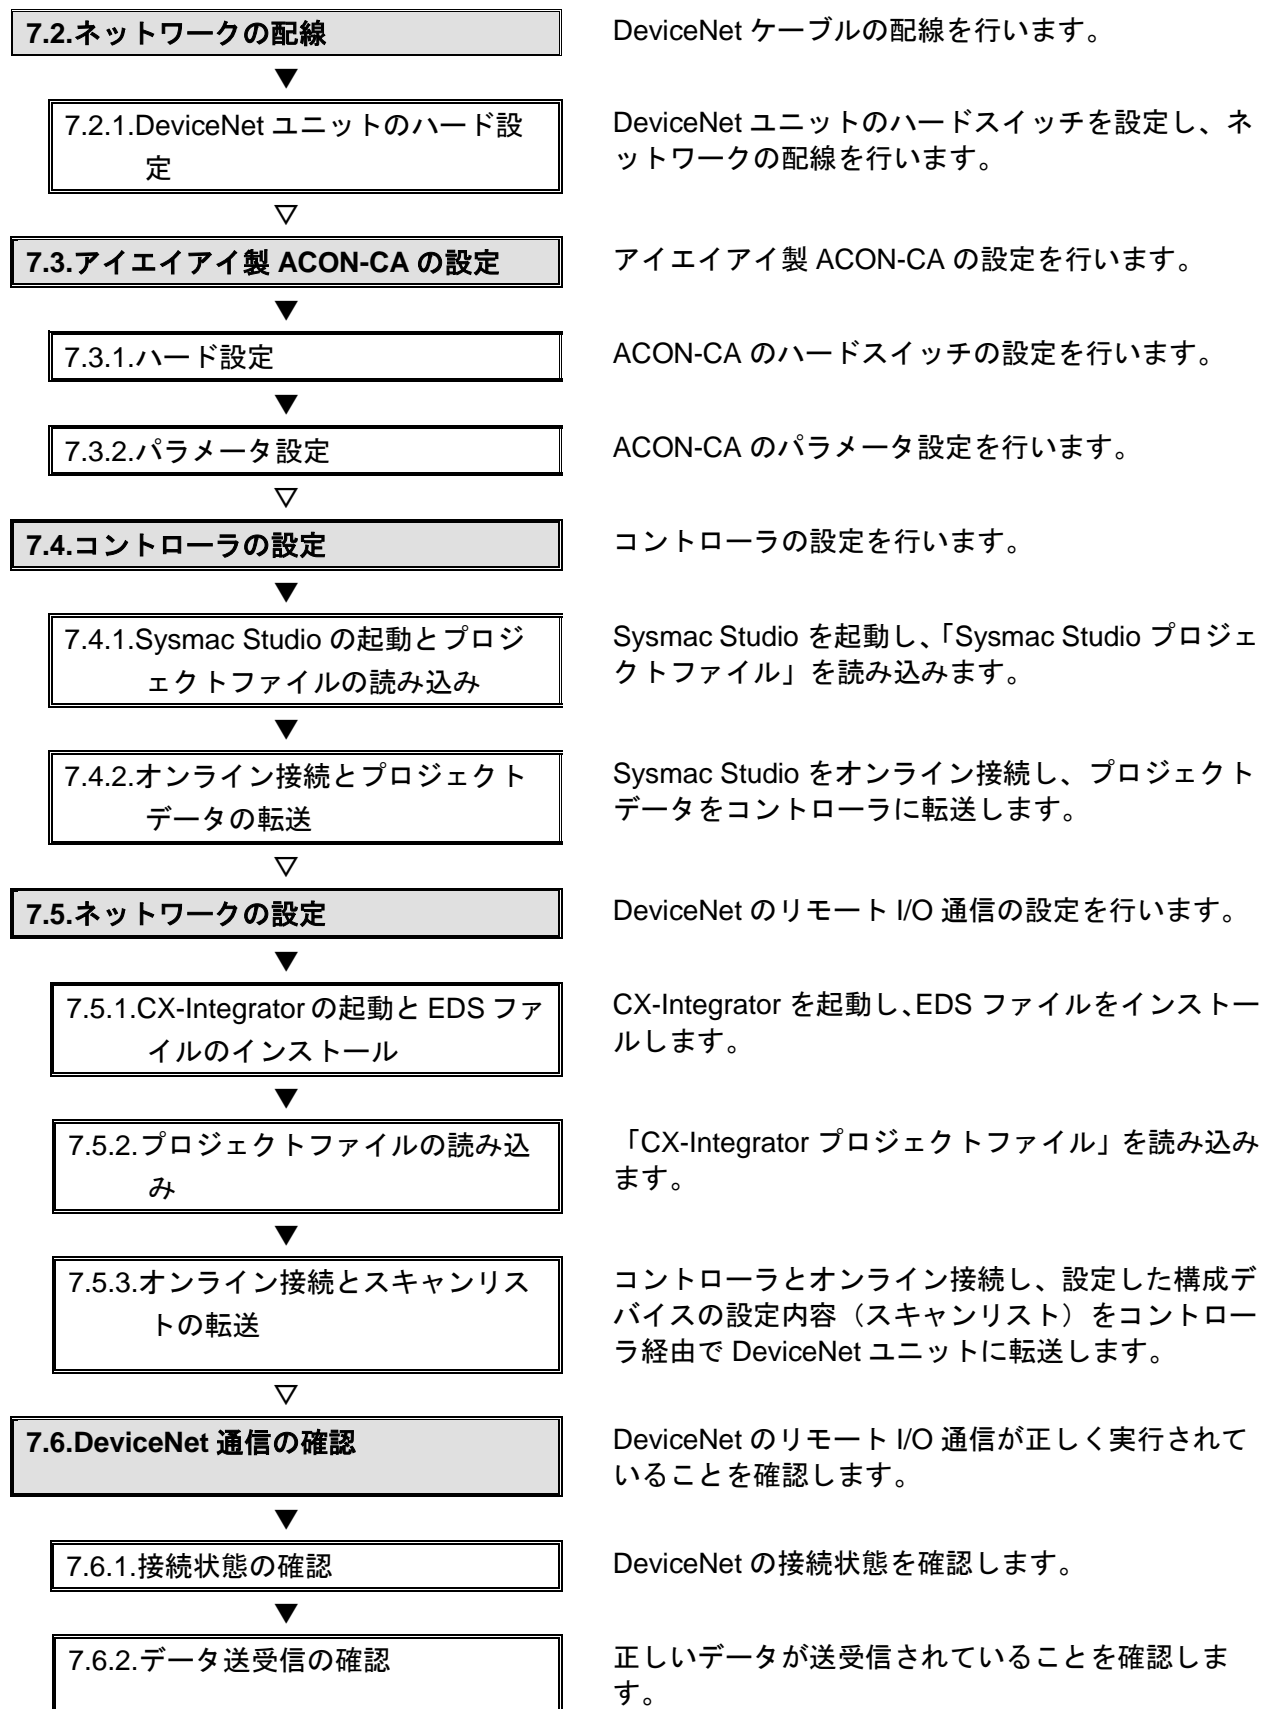 7.2.ネットワークの配線
DeviceNet ケーブルの配線を行います。
▼
7.2.1.DeviceNet ユニットのハード設
定
DeviceNet ユニットのハードスイッチを設定し、ネ
ットワークの配線を行います。
▽
7.3.アイエイアイ製 ACON-CA の設定
アイエイアイ製 ACON-CA の設定を行います。
▼
7.3.1.ハード設定
ACON-CA のハードスイッチの設定を行います。
▼
7.3.2.パラメータ設定
ACON-CA のパラメータ設定を行います。
▽
7.4.コントローラの設定
コントローラの設定を行います。
▼
7.4.1.Sysmac Studio の起動とプロジ
ェクトファイルの読み込み
Sysmac Studio を起動し、「Sysmac Studio プロジェ
クトファイル」を読み込みます。
▼
7.4.2.オンライン接続とプロジェクト
データの転送
Sysmac Studio をオンライン接続し、プロジェクト
データをコントローラに転送します。
▽
7.5.ネットワークの設定
DeviceNet のリモート I/O 通信の設定を行います。
▼
7.5.1.CX-Integrator の起動と EDS ファ
イルのインストール
CX-Integrator を起動し、EDS ファイルをインストー
ルします。
▼
7.5.2.プロジェクトファイルの読み込
み
「CX-Integrator プロジェクトファイル」を読み込み
ます。
▼
7.5.3.オンライン接続とスキャンリス
トの転送
コントローラとオンライン接続し、設定した構成デ
バイスの設定内容（スキャンリスト）をコントロー
ラ経由で DeviceNet ユニットに転送します。
▽
7.6.DeviceNet 通信の確認
DeviceNet のリモート I/O 通信が正しく実行されて
いることを確認します。
▼
7.6.1.接続状態の確認
DeviceNet の接続状態を確認します。
▼
7.6.2.データ送受信の確認
正しいデータが送受信されていることを確認しま
す。